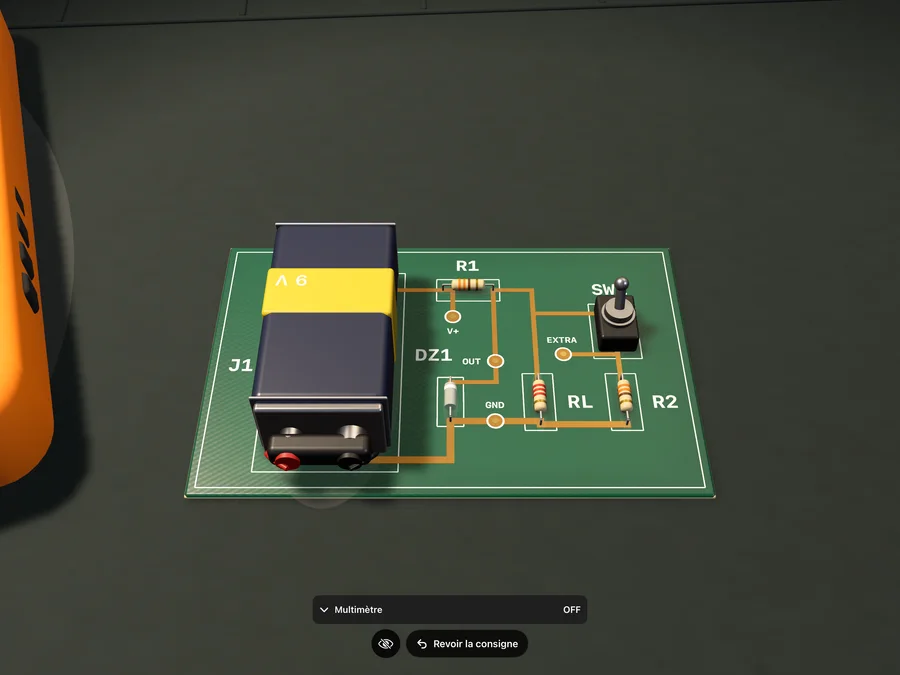 9 V
R1
SW
V+
EXTRA
DZ1
OUT
J1
GND
RL
R2
Multimètre
OFF
Revoir la consigne